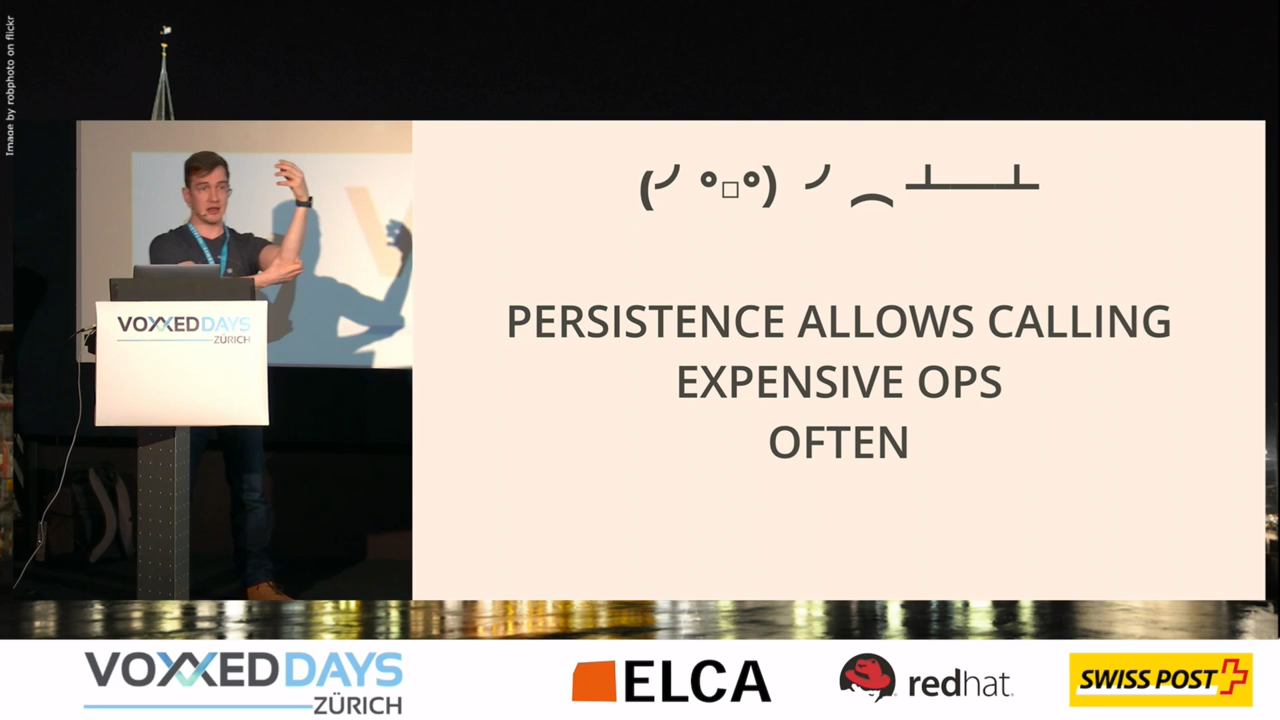 Image by robphoto on flickr
(╯°□°) ╯ ︵ ┻━┻
PERSISTENCE ALLOWS CALLING
EXPENSIVE OPS
OFTEN
VOXXED DAYS
ZÜRICH
VOXXED DAYS
ZÜRICH
ELCA
redhat.
SWISS POST